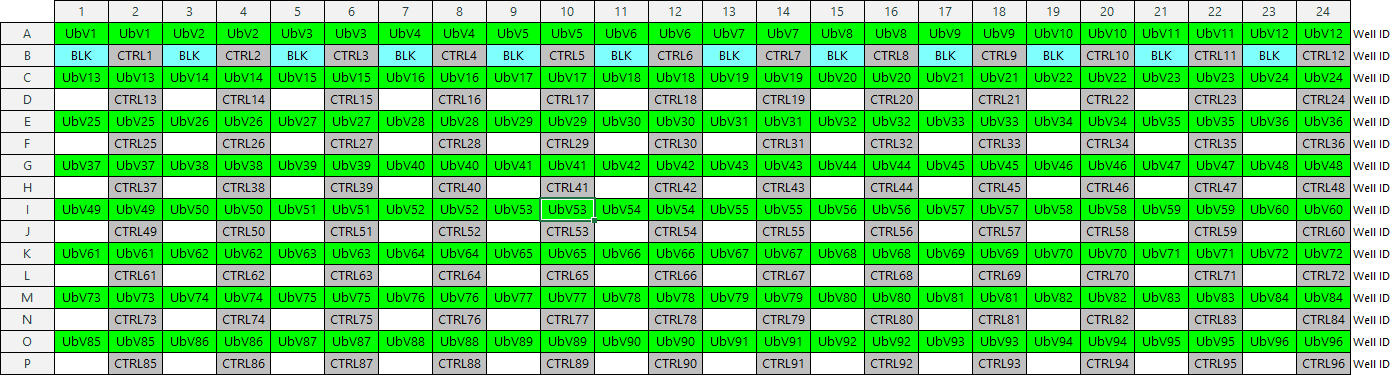 1 2 3 4 5 6 7 8 9 10 11 12 13 14 15 16 17 18 19 20 21 22 23 24
A UbV1 UbV1 UbV2 UbV2 UbV3 UbV3 UbV4 UbV4 UbV5 UbV5 UbV6 UbV6 UbV7 UbV7 UbV8 UbV8 UbV9 UbV9 UbV10 UbV10 UbV11 UbV11 UbV12 UbV12 Well ID
B BLK CTRL1 BLK CTRL2 BLK CTRL3 BLK CTRL4 BLK CTRL5 BLK CTRL6 BLK CTRL7 BLK CTRL8 BLK CTRL9 BLK CTRL10 BLK CTRL11 BLK CTRL12 Well ID
C UbV13 UbV13 UbV14 UbV14 UbV15 UbV15 UbV16 UbV16 UbV17 UbV17 UbV18 UbV18 UbV19 UbV19 UbV20 UbV20 UbV21 UbV21 UbV22 UbV22 UbV23 UbV23 UbV24 UbV24 Well ID
D CTRL13 CTRL14 CTRL15 CTRL16 CTRL17 CTRL18 CTRL19 CTRL20 CTRL21 CTRL22 CTRL23 CTRL24 Well ID
E UbV25 UbV25 UbV26 UbV26 UbV27 UbV27 UbV28 UbV28 UbV29 UbV29 UbV30 UbV30 UbV31 UbV31 UbV32 UbV32 UbV33 UbV33 UbV34 UbV34 UbV35 UbV35 UbV36 UbV36 Well ID
F CTRL25 CTRL26 CTRL27 CTRL28 CTRL29 CTRL30 CTRL31 CTRL32 CTRL33 CTRL34 CTRL35 CTRL36 Well ID
G UbV37 UbV37 UbV38 UbV38 UbV39 UbV39 UbV40 UbV40 UbV41 UbV41 UbV42 UbV42 UbV43 UbV43 UbV44 UbV44 UbV45 UbV45 UbV46 UbV46 UbV47 UbV47 UbV48 UbV48 Well ID
H CTRL37 CTRL38 CTRL39 CTRL40 CTRL41 CTRL42 CTRL43 CTRL44 CTRL45 CTRL46 CTRL47 CTRL48 Well ID
I UbV49 UbV49 UbV50 UbV50 UbV51 UbV51 UbV52 UbV52 UbV53 UbV53 UbV54 UbV54 UbV55 UbV55 UbV56 UbV56 UbV57 UbV57 UbV58 UbV58 UbV59 UbV59 UbV60 UbV60 Well ID
J CTRL49 CTRL50 CTRL51 CTRL52 CTRL53 CTRL54 CTRL55 CTRL56 CTRL57 CTRL58 CTRL59 CTRL60 Well ID
K UbV61 UbV61 UbV62 UbV62 UbV63 UbV63 UbV64 UbV64 UbV65 UbV65 UbV66 UbV66 UbV67 UbV67 UbV68 UbV68 UbV69 UbV69 UbV70 UbV70 UbV71 UbV71 UbV72 UbV72 Well ID
L CTRL61 CTRL62 CTRL63 CTRL64 CTRL65 CTRL66 CTRL67 CTRL68 CTRL69 CTRL70 CTRL71 CTRL72 Well ID
M UbV73 UbV73 UbV74 UbV74 UbV75 UbV75 UbV76 UbV76 UbV77 UbV77 UbV78 UbV78 UbV79 UbV79 UbV80 UbV80 UbV81 UbV81 UbV82 UbV82 UbV83 UbV83 UbV84 UbV84 Well ID
N CTRL73 CTRL74 CTRL75 CTRL76 CTRL77 CTRL78 CTRL79 CTRL80 CTRL81 CTRL82 CTRL83 CTRL84 Well ID
O UbV85 UbV85 UbV86 UbV86 UbV87 UbV87 UbV88 UbV88 UbV89 UbV89 UbV90 UbV90 UbV91 UbV91 UbV92 UbV92 UbV93 UbV93 UbV94 UbV94 UbV95 UbV95 UbV96 UbV96 Well ID
P CTRL85 CTRL86 CTRL87 CTRL88 CTRL89 CTRL90 CTRL91 CTRL92 CTRL93 CTRL94 CTRL95 CTRL96 Well ID